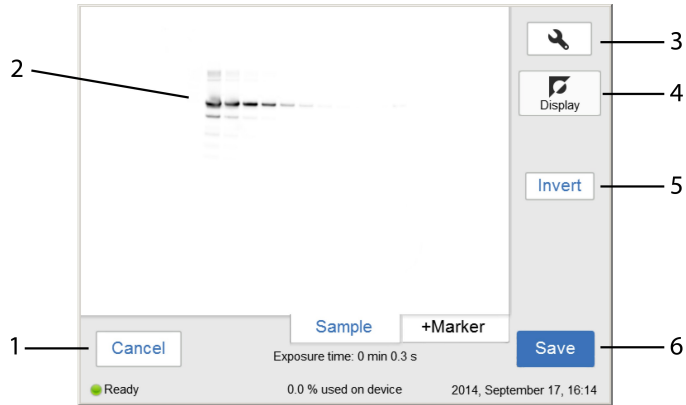 2
3
4
Display
5
Invert
Sample
+Marker
1
Cancel
Exposure time: 0 min 0.3 s
Save
6
Ready
0.0 % used on device
2014, September 17, 16:14